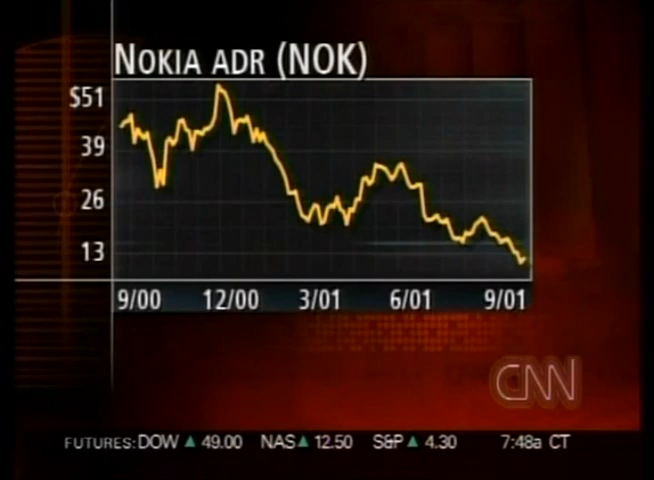 NOKIA ADR (NOK)
$51
39
26
13
9/00 12/00 3/01 6/01 9/01
CNN
FUTURES: DOW ▲ 49.00 NAS ▲ 12.50 S&P ▲ 4.30 7:48a CT